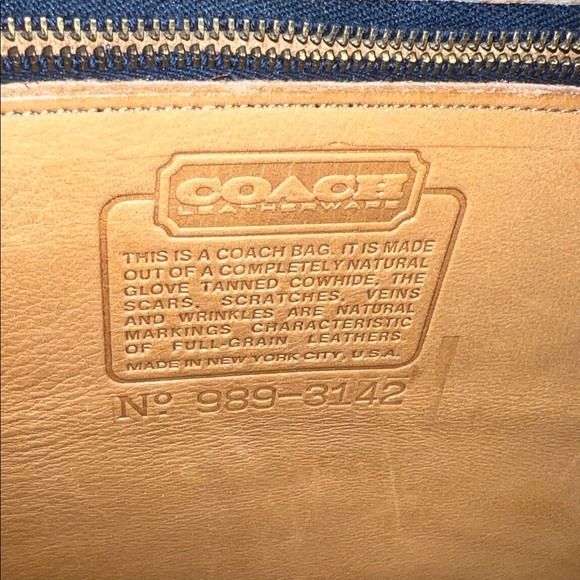 COACH
LEATHERWARE
THIS IS A COACH BAG. IT IS MADE
OUT OF A COMPLETELY NATURAL
GLOVE TANNED COWHIDE, THE
SCARS, SCRATCHES, VEINS
AND WRINKLES ARE NATURAL
MARKINGS CHARACTERISTIC
OF FULL-GRAIN LEATHERS.
MADE IN NEW YORK CITY, U.S.A.
Nº 989-3142